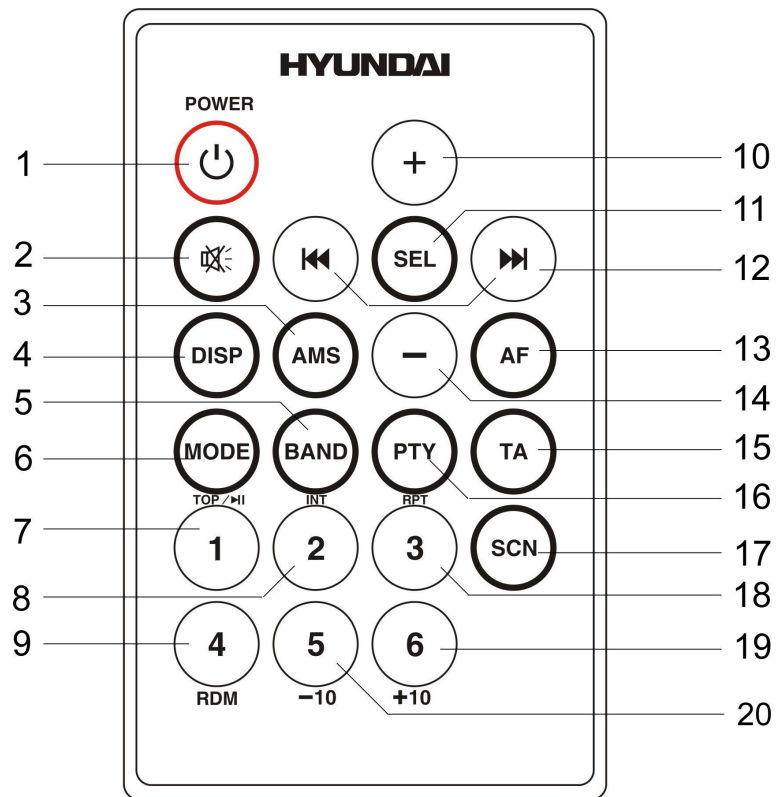 HYUNDAI
POWER
1
+
10
11
2
SEL
12
3
4
DISP
AMS
−
AF
13
14
5
6
MODE
BAND
PTY
TA
15
16
TOP/▶II
INT
RPT
7
1
2
3
SCN
17
8
18
9
4
5
6
19
RDM
−10
+10
20